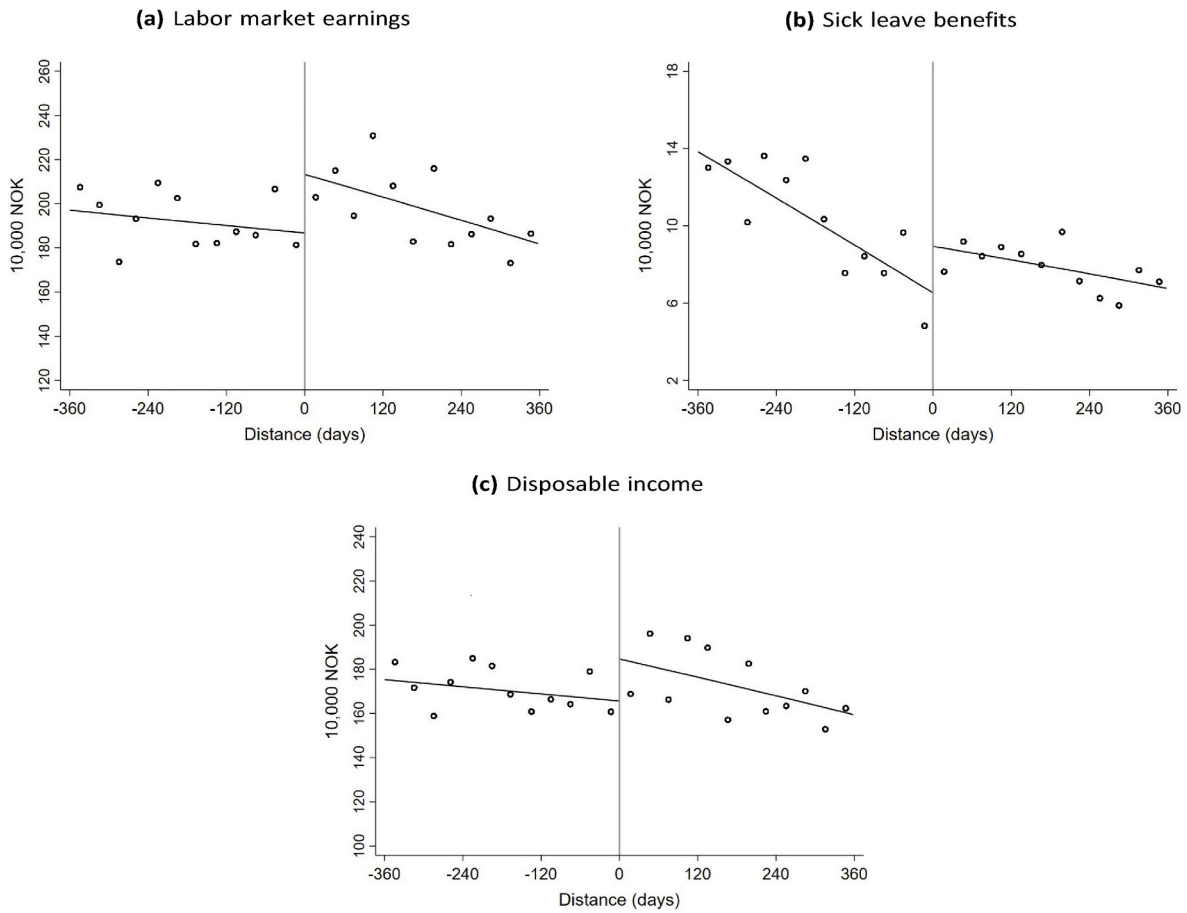 (a) Labor market earnings
10,000 NOK
260
240
220
200
180
160
140
120
-360 -240 -120 0 120 240 360
Distance (days)
(b) Sick leave benefits
10,000 NOK
18
14
10
6
2
-360 -240 -120 0 120 240 360
Distance (days)
(c) Disposable income
10,000 NOK
240
220
200
180
160
140
120
100
-360 -240 -120 0 120 240 360
Distance (days)